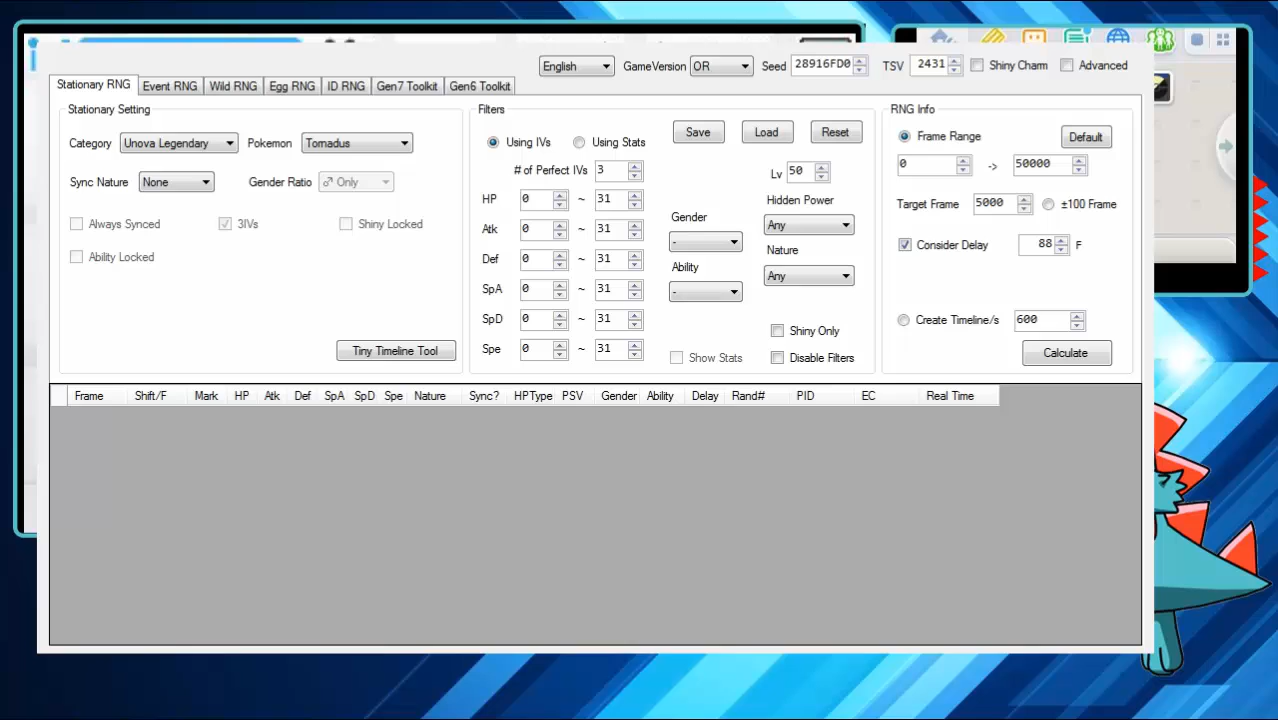 English GameVersion OR Seed 28916FD0 TSV 2431 Shiny Charm Advanced
Stationary RNG Event RNG Wild RNG Egg RNG ID RNG Gen7 Toolkit Gen6 Toolkit
Stationary Setting
Category Unova Legendary Pokemon Tornadus
Sync Nature None Gender Ratio ♂ Only
Always Synced 3IVs Shiny Locked
Ability Locked
Tiny Timeline Tool
Filters
Using IVs Using Stats Save Load Reset
# of Perfect IVs 3 Lv 50
HP 0 ~ 31 Hidden Power
Atk 0 ~ 31 Gender Any
Def 0 ~ 31 - Nature
SpA 0 ~ 31 Ability Any
SpD 0 ~ 31 -
Spe 0 ~ 31 Shiny Only
Show Stats Disable Filters
RNG Info
Frame Range Default
0 -> 50000
Target Frame 5000 ±100 Frame
Consider Delay 88 F
Create Timeline/s 600
Calculate
Frame Shift/F Mark HP Atk Def SpA SpD Spe Nature Sync? HPType PSV Gender Ability Delay Rand# PID EC Real Time